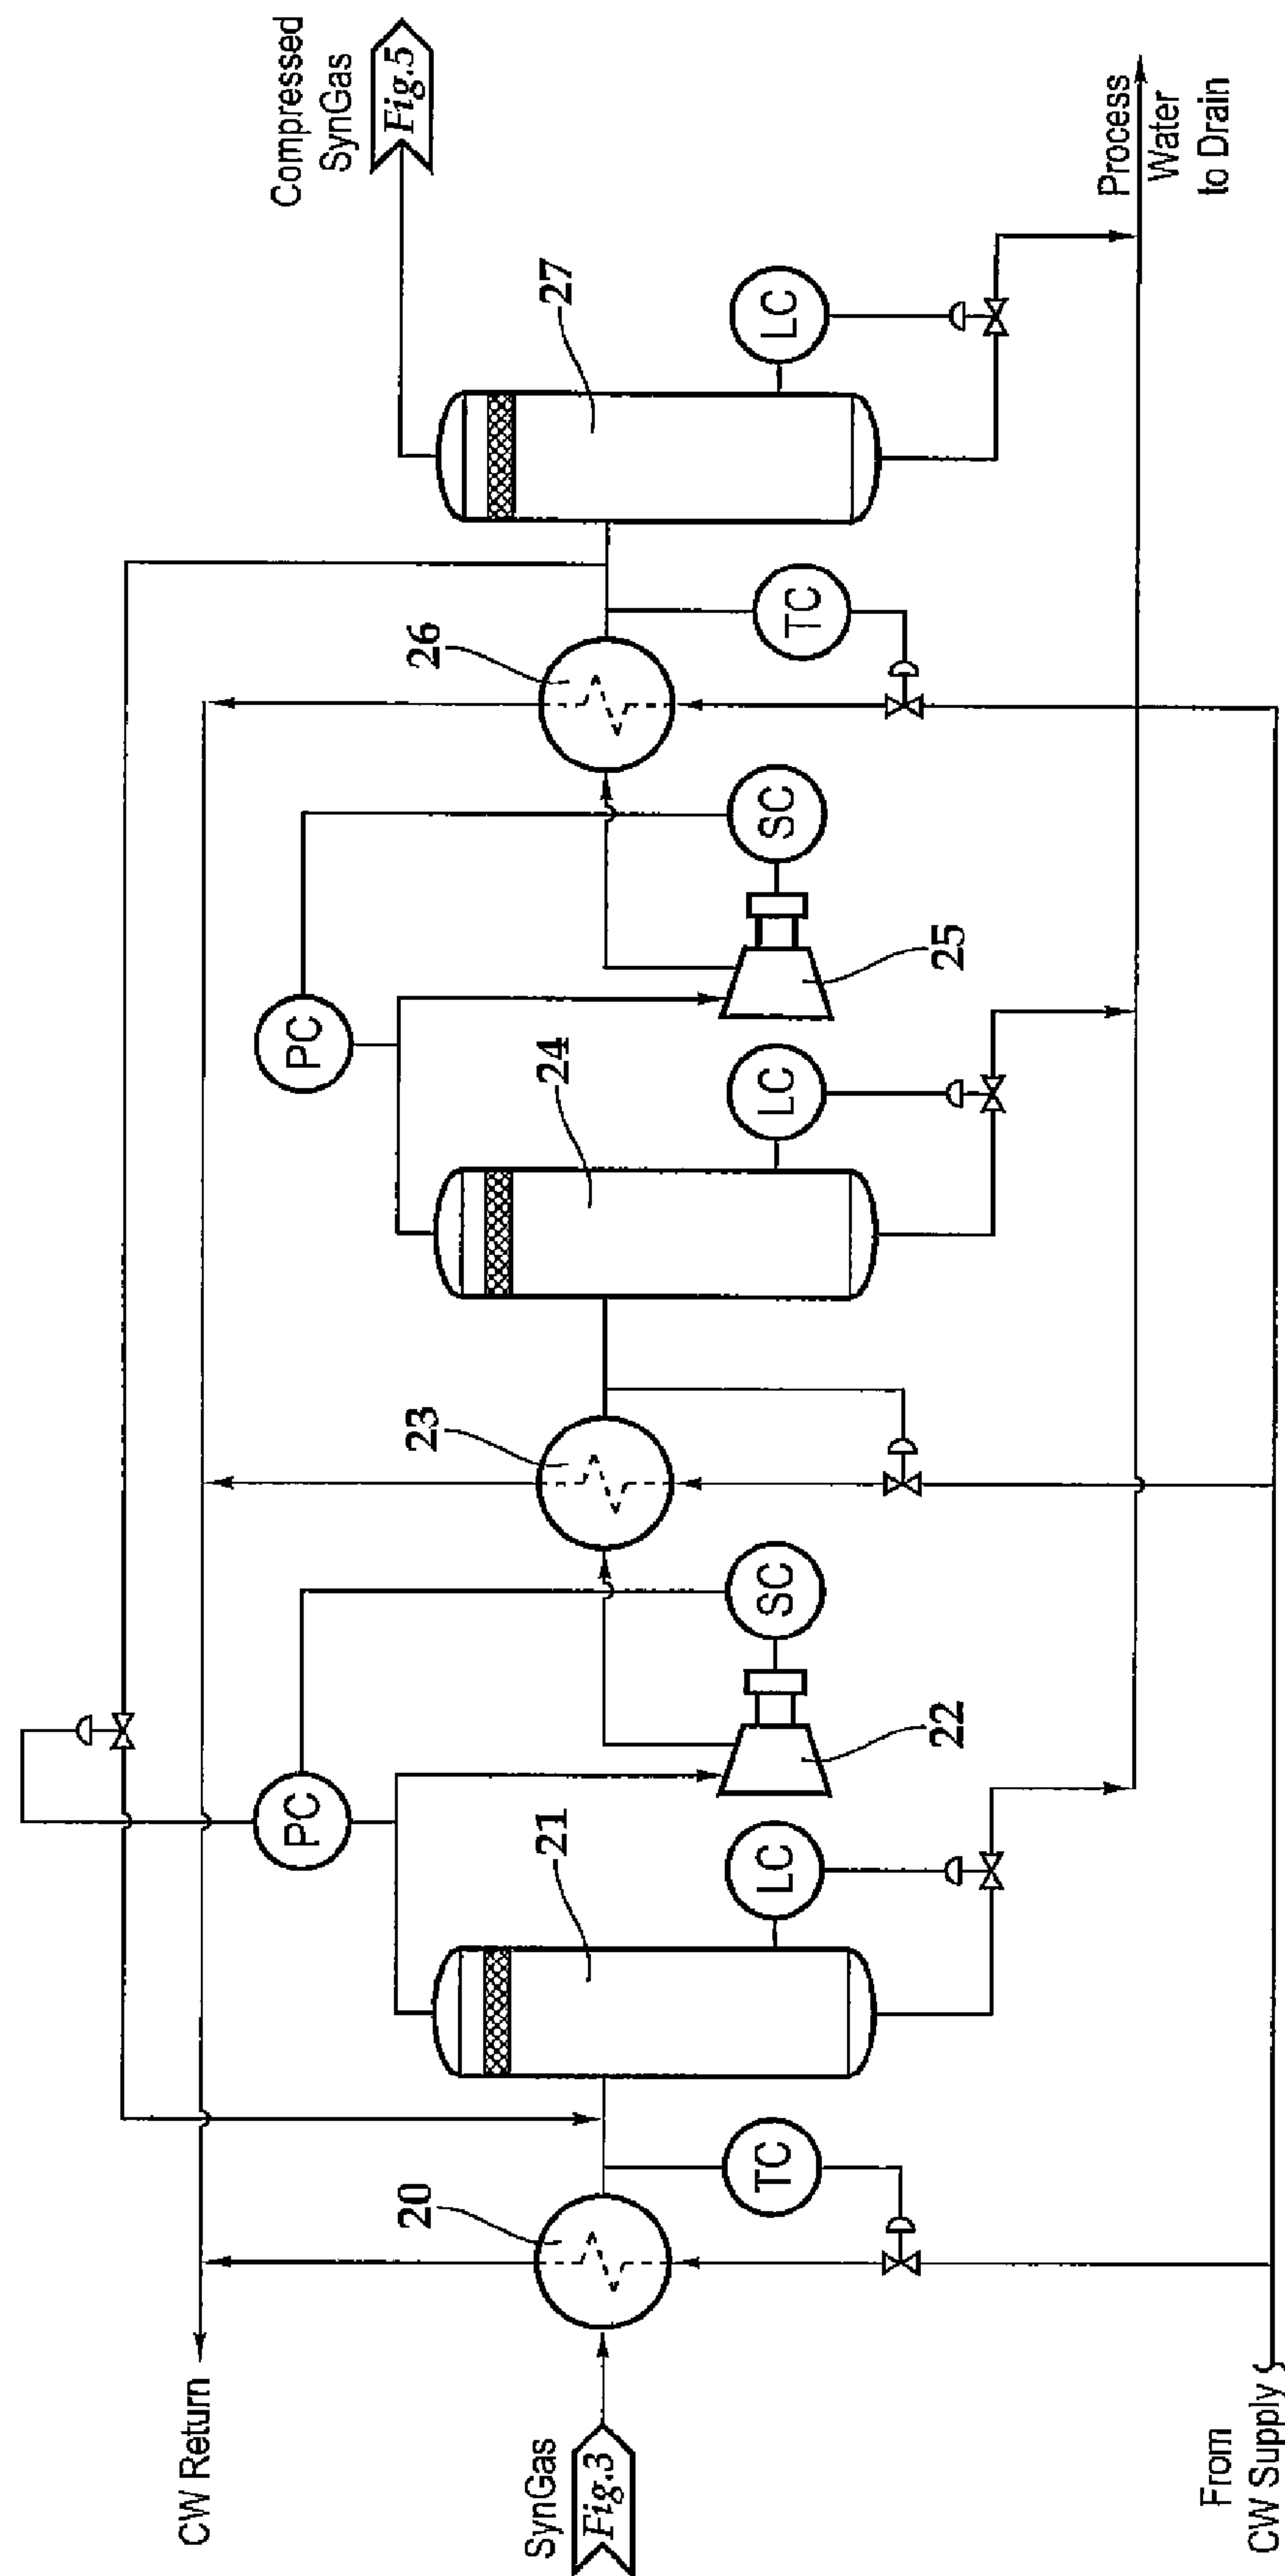 Compressed
SynGas
Fig.5
CW Return
PC
PC
27
26
24
23
21
20
LC
TC
SC
LC
SC
LC
TC
25
22
SynGas
Fig.3
Process
Water
to Drain
From
CW Supply